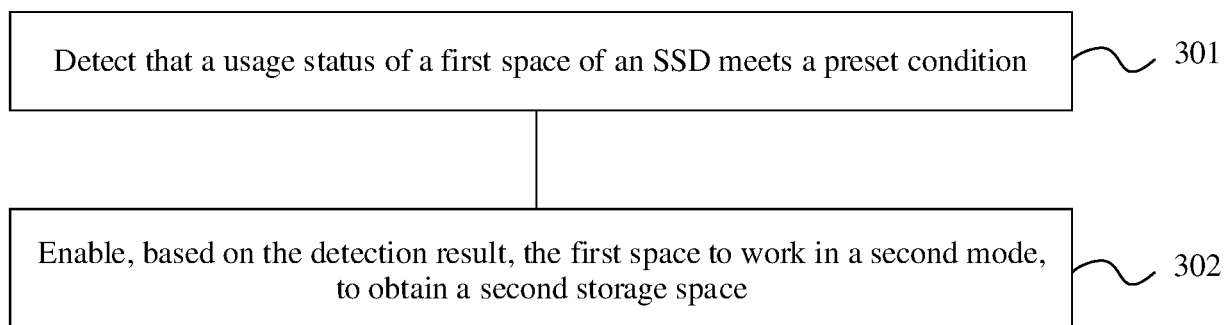 Detect that a usage status of a first space of an SSD meets a preset condition
301
Enable, based on the detection result, the first space to work in a second mode,
to obtain a second storage space
302